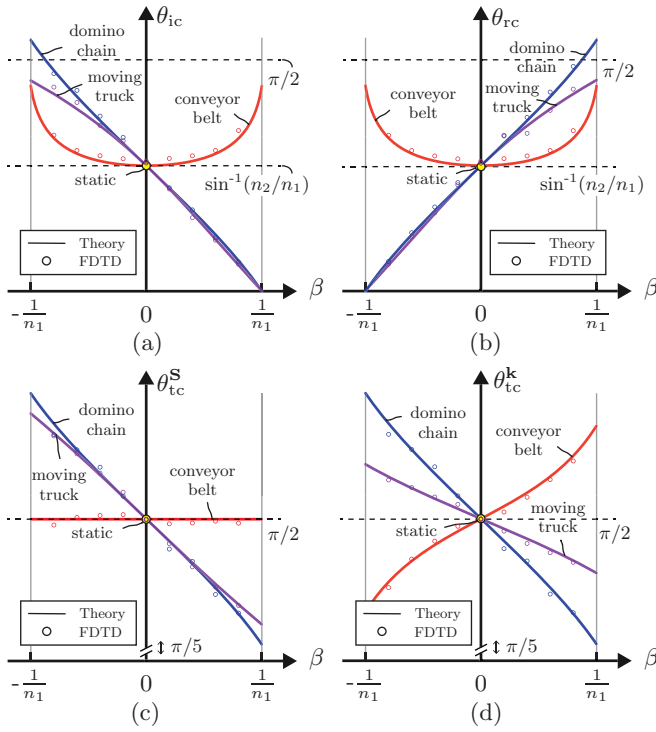 θic
domino
chain
π/2
moving
truck
conveyor
belt
static
sin⁻¹(n₂/n₁)
Theory
FDTD
-1/n₁
0
1/n₁
β
(a)
θrc
domino
chain
π/2
conveyor
belt
moving
truck
static
sin⁻¹(n₂/n₁)
Theory
FDTD
-1/n₁
0
1/n₁
β
(b)
θ^S_tc
domino
chain
moving
truck
conveyor
belt
static
π/2
Theory
FDTD
π/5
-1/n₁
0
1/n₁
β
(c)
θ^k_tc
domino
chain
conveyor
belt
moving
truck
static
π/2
Theory
FDTD
π/5
-1/n₁
0
1/n₁
β
(d)